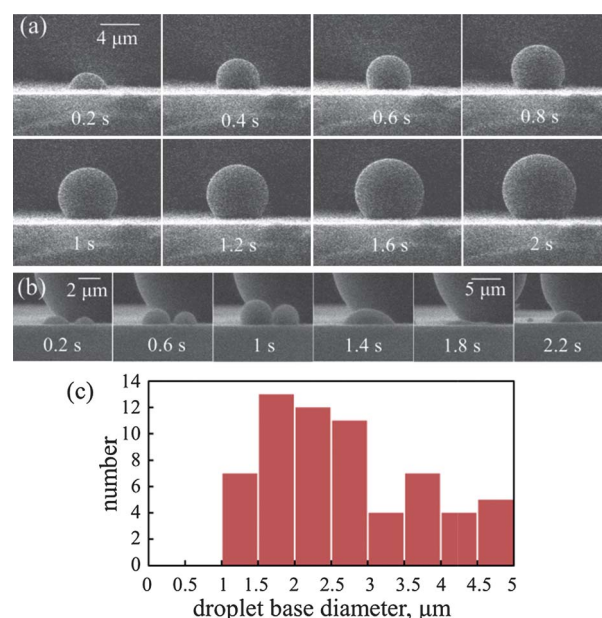 (a)
4 μm
0.2 s 0.4 s 0.6 s 0.8 s
1 s 1.2 s 1.6 s 2 s
(b) 2 μm 5 μm
0.2 s 0.6 s 1 s 1.4 s 1.8 s 2.2 s
(c)
14
12
10
8
6
4
2
0
number
0 0.5 1 1.5 2 2.5 3 3.5 4 4.5 5
droplet base diameter, μm